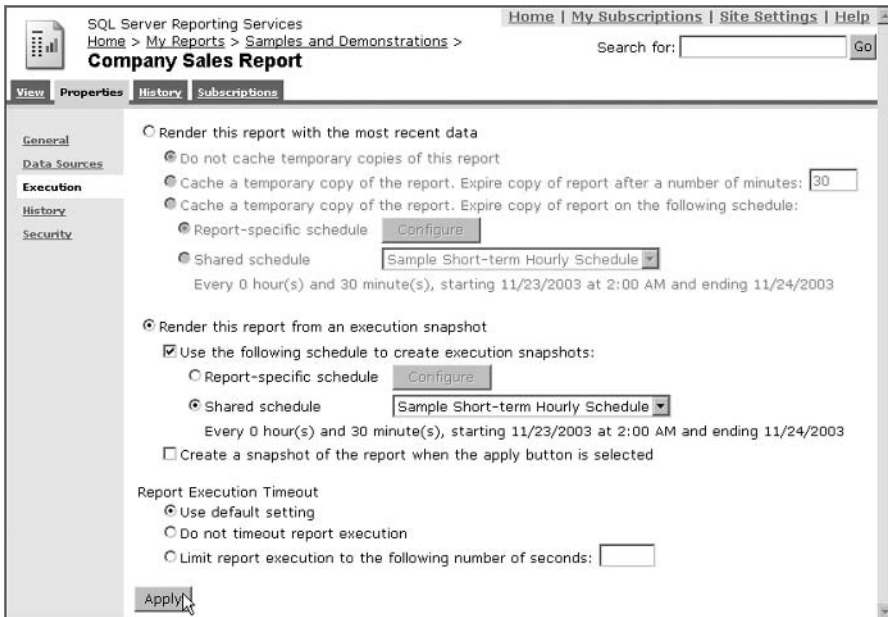 SQL Server Reporting Services
Home | My Subscriptions | Site Settings | Help
Home > My Reports > Samples and Demonstrations >
Search for:
Go
Company Sales Report
View Properties History Subscriptions
General
Data Sources
Execution
History
Security
Render this report with the most recent data
Do not cache temporary copies of this report
Cache a temporary copy of the report. Expire copy of report after a number of minutes: 30
Cache a temporary copy of the report. Expire copy of report on the following schedule:
Report-specific schedule Configure
Shared schedule Sample Short-term Hourly Schedule
Every 0 hour(s) and 30 minute(s), starting 11/23/2003 at 2:00 AM and ending 11/24/2003
Render this report from an execution snapshot
Use the following schedule to create execution snapshots:
Report-specific schedule Configure
Shared schedule Sample Short-term Hourly Schedule
Every 0 hour(s) and 30 minute(s), starting 11/23/2003 at 2:00 AM and ending 11/24/2003
Create a snapshot of the report when the apply button is selected
Report Execution Timeout
Use default setting
Do not timeout report execution
Limit report execution to the following number of seconds:
Apply